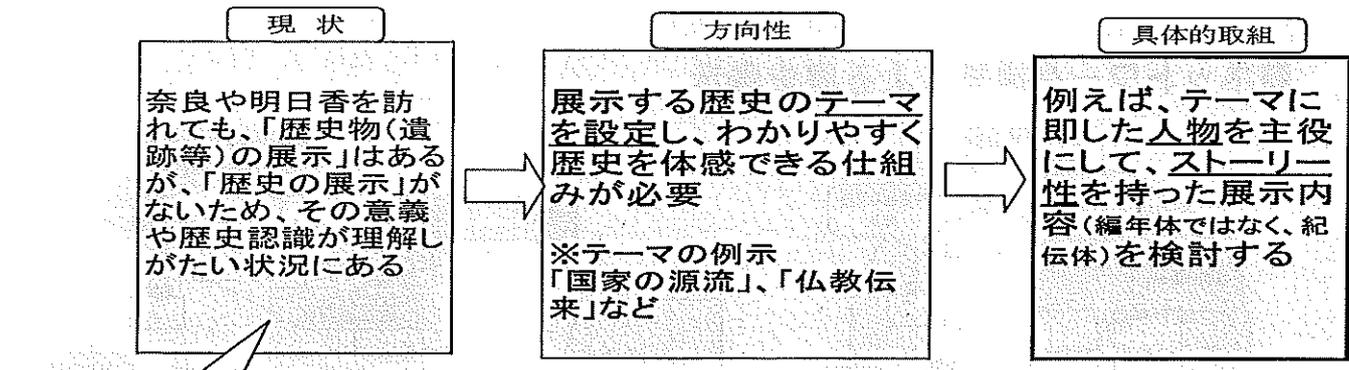 現 状
奈良や明日香を訪
れても、「歴史物(遺
跡等)の展示」はある
が、「歴史の展示」が
ないため、その意義
や歴史認識が理解し
がたい状況にある
方向性
展示する歴史のテーマ
を設定し、わかりやすく
歴史を体感できる仕組
みが必要
※テーマの例示
「国家の源流」、「仏教伝
来」など
具体的取組
例えば、テーマに
即した人物を主役
にして、ストーリー
性を持った展示内
容(編年体ではなく、紀
伝体)を検討する